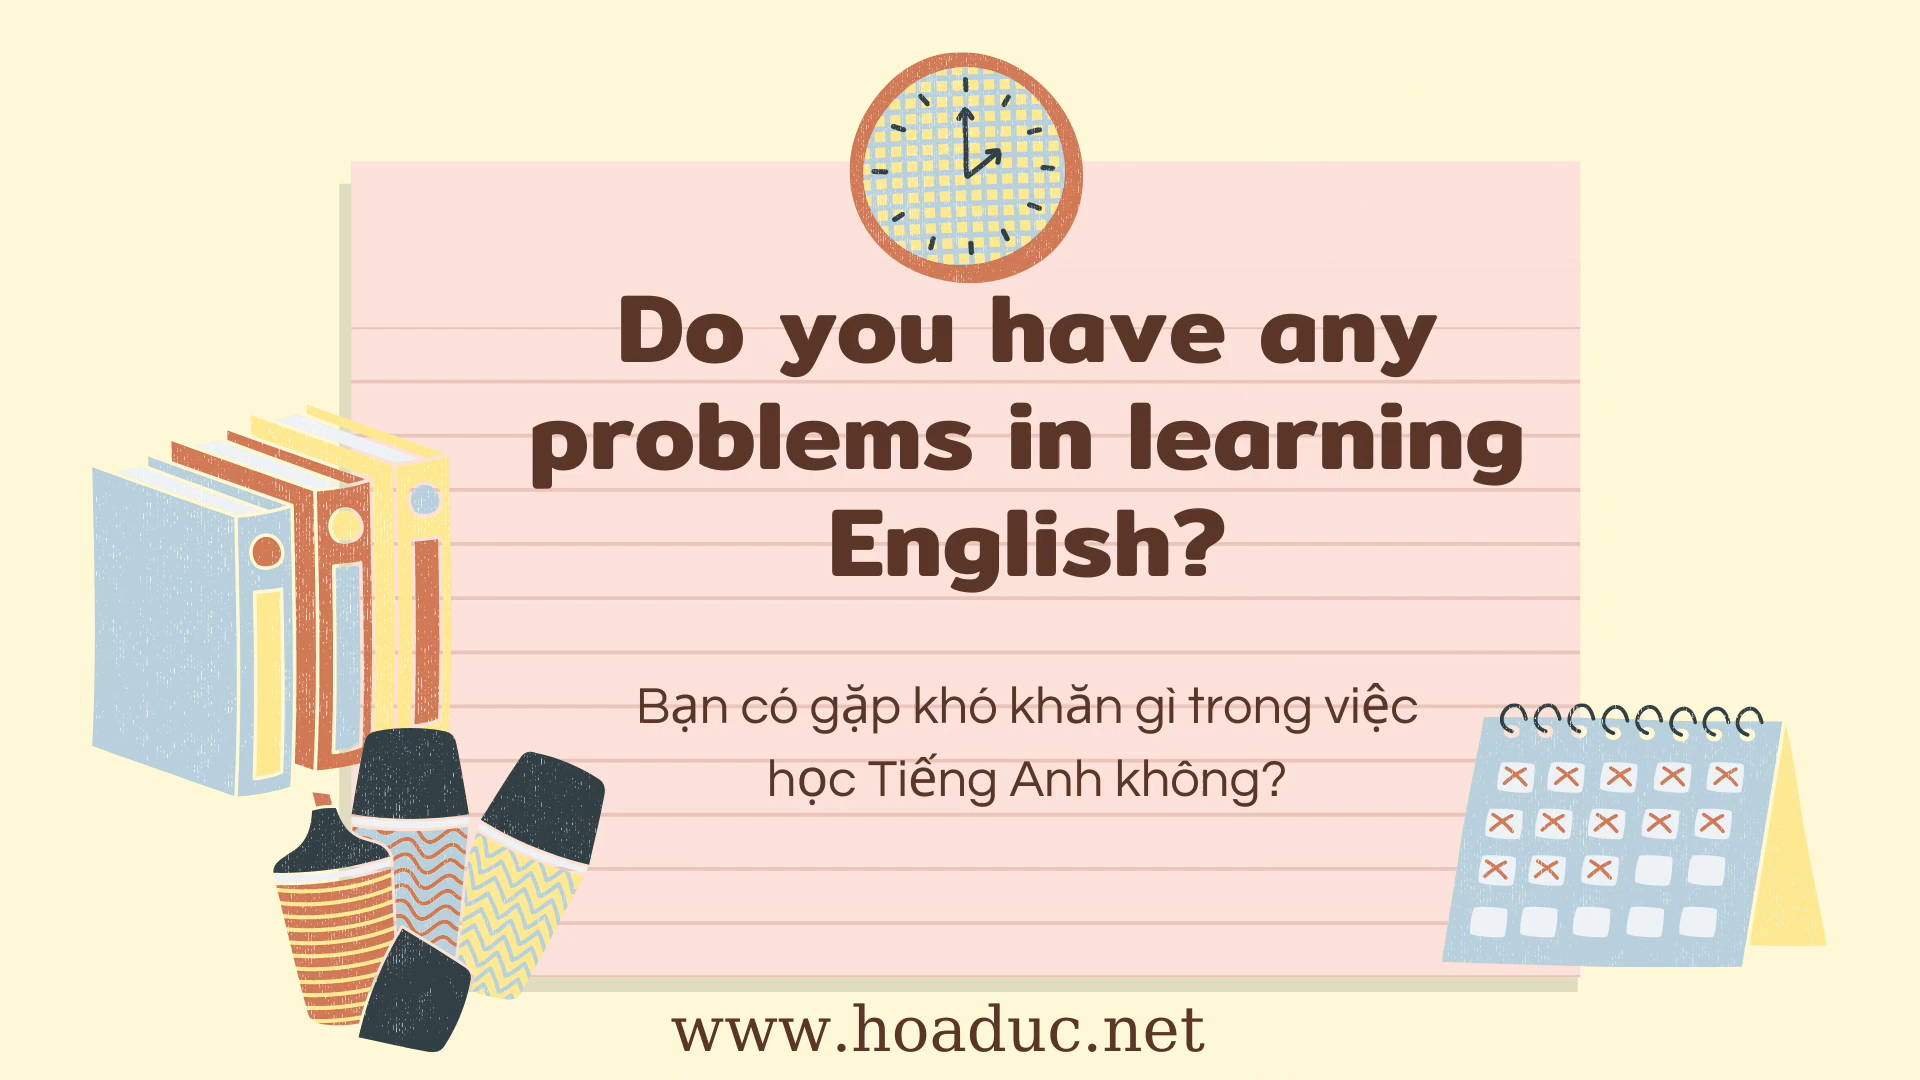 Do you have any
problems in learning
English?
Bạn có gặp khó khăn gì trong việc
học Tiếng Anh không?
www.hoaduc.net